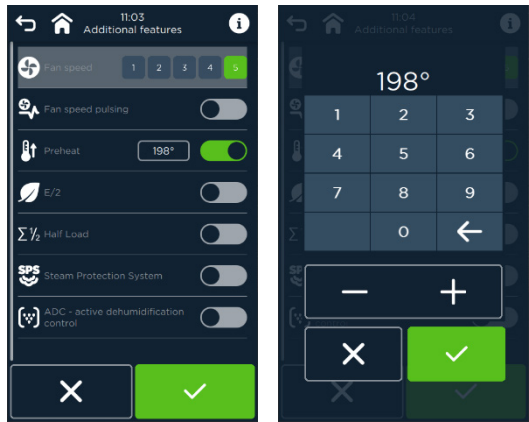 11:03
Additional features
i
Fan speed 1 2 3 4 5
Fan speed pulsing
Preheat 198°
E/2
Σ½ Half Load
SPS Steam Protection System
ADC - active dehumidification
control
11:04
Additional features
i
198°
1 2 3
4 5 6
7 8 9
0